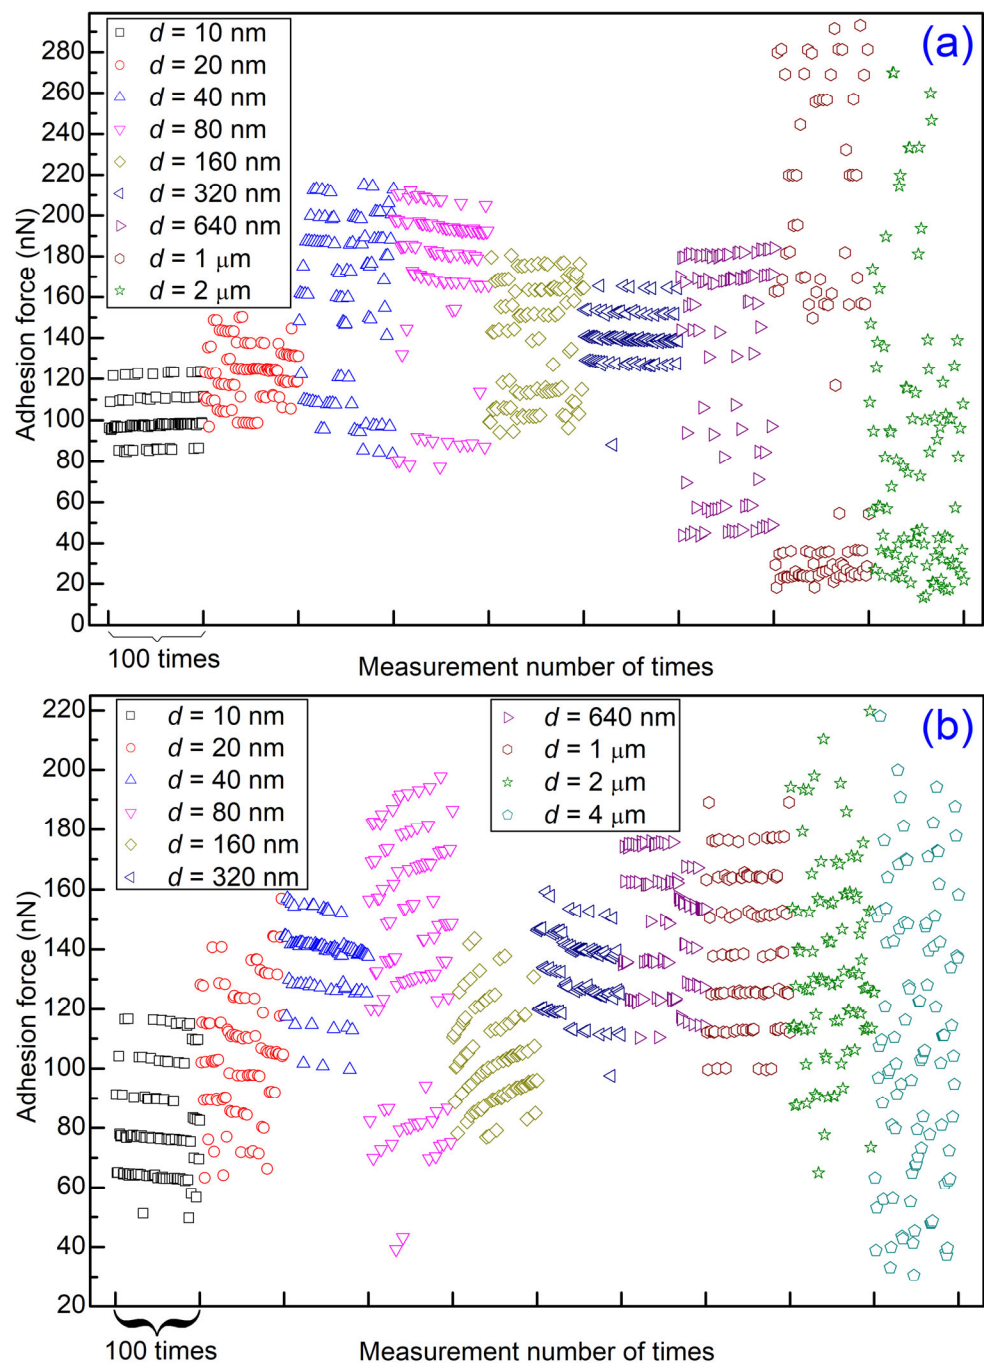 (a)
d = 10 nm
d = 20 nm
d = 40 nm
d = 80 nm
d = 160 nm
d = 320 nm
d = 640 nm
d = 1 μm
d = 2 μm
Adhesion force (nN)
280
260
240
220
200
180
160
140
120
100
80
60
40
20
0
100 times
Measurement number of times
(b)
d = 10 nm
d = 20 nm
d = 40 nm
d = 80 nm
d = 160 nm
d = 320 nm
d = 640 nm
d = 1 μm
d = 2 μm
d = 4 μm
Adhesion force (nN)
220
200
180
160
140
120
100
80
60
40
20
100 times
Measurement number of times